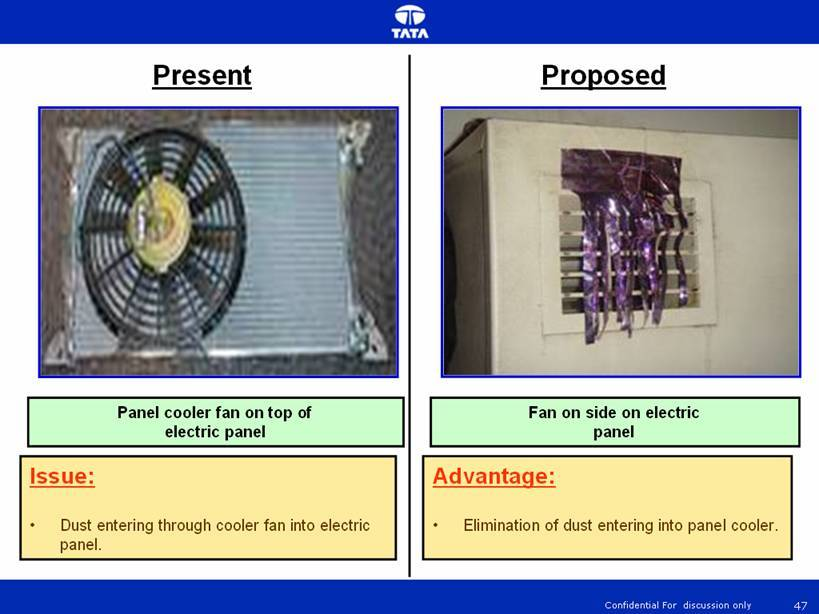 TATA
Present
Proposed
Panel cooler fan on top of
electric panel
Fan on side on electric
panel
Issue:
• Dust entering through cooler fan into electric
panel.
Advantage:
• Elimination of dust entering into panel cooler.
Confidential For discussion only
47